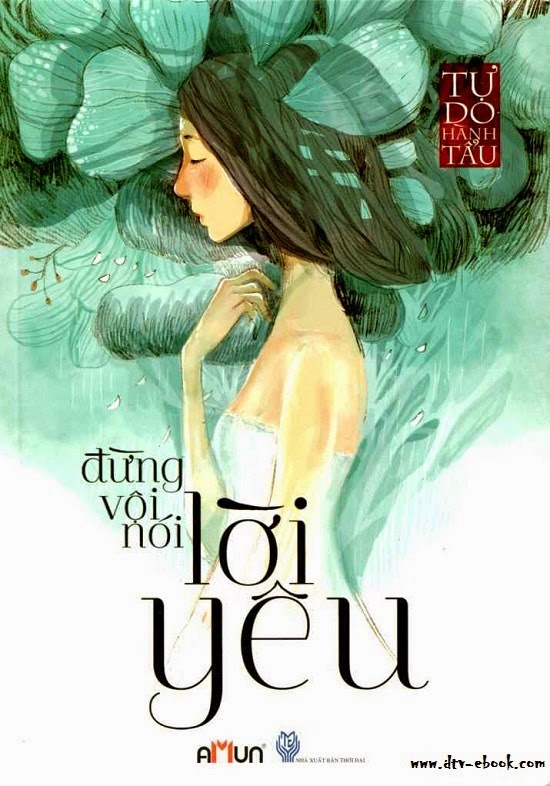 TỰ
DO
HÀNH
TẨU
đừng
vội
nói
lời
yêu
AMUN®
NHÀ XUẤT BẢN THỜI ĐẠI
www.dtv-ebook.com